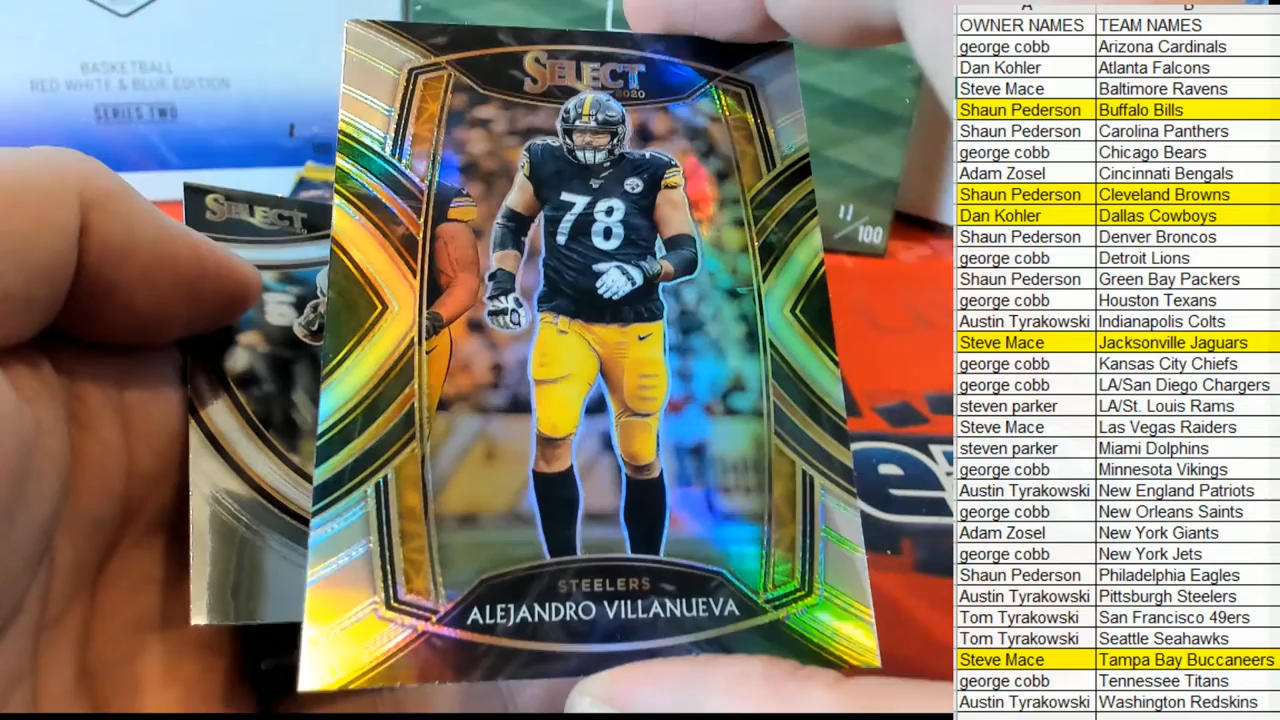 BASKETBALL
RED WHITE & BLUE EDITION
SERIES TWO
SELECT
SELECT
2020
78
11/100
STEELERS
ALEJANDRO VILLANUEVA
OWNER NAMES TEAM NAMES
george cobb Arizona Cardinals
Dan Kohler Atlanta Falcons
Steve Mace Baltimore Ravens
Shaun Pederson Buffalo Bills
Shaun Pederson Carolina Panthers
george cobb Chicago Bears
Adam Zosel Cincinnati Bengals
Shaun Pederson Cleveland Browns
Dan Kohler Dallas Cowboys
Shaun Pederson Denver Broncos
george cobb Detroit Lions
Shaun Pederson Green Bay Packers
george cobb Houston Texans
Austin Tyrakowski Indianapolis Colts
Steve Mace Jacksonville Jaguars
george cobb Kansas City Chiefs
george cobb LA/San Diego Chargers
steven parker LA/St. Louis Rams
Steve Mace Las Vegas Raiders
steven parker Miami Dolphins
george cobb Minnesota Vikings
Austin Tyrakowski New England Patriots
george cobb New Orleans Saints
Adam Zosel New York Giants
george cobb New York Jets
Shaun Pederson Philadelphia Eagles
Austin Tyrakowski Pittsburgh Steelers
Tom Tyrakowski San Francisco 49ers
Tom Tyrakowski Seattle Seahawks
Steve Mace Tampa Bay Buccaneers
george cobb Tennessee Titans
Austin Tyrakowski Washington Redskins